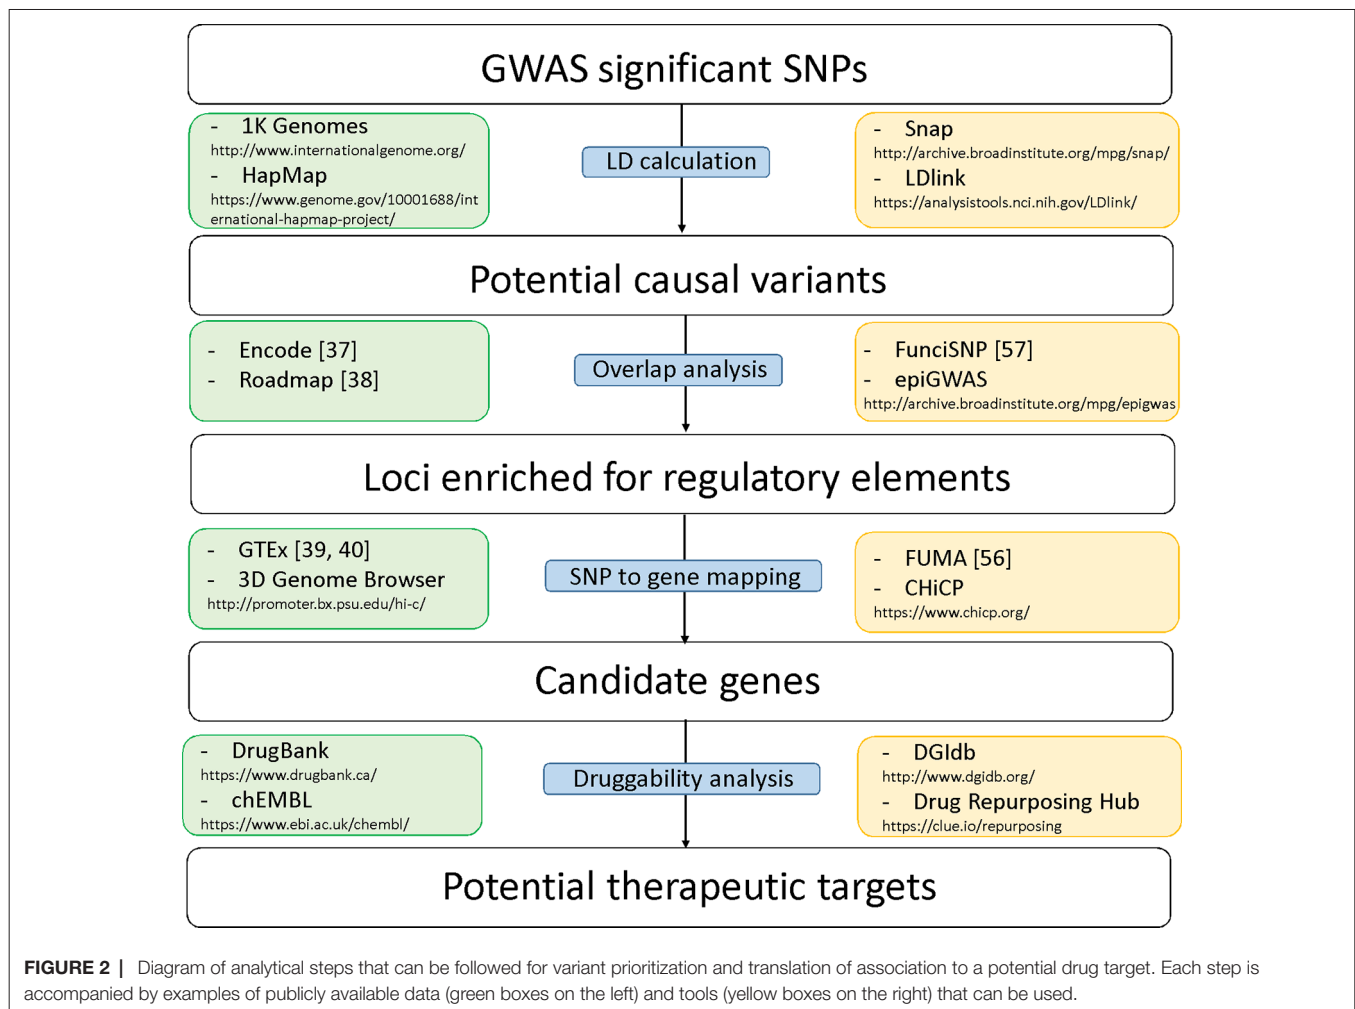 GWAS significant SNPs
- 1K Genomes
http://www.internationalgenome.org/
- HapMap
https://www.genome.gov/10001688/int
ernational-hapmap-project/
LD calculation
- Snap
http://archive.broadinstitute.org/mpg/snap/
- LDlink
https://analysistools.nci.nih.gov/LDlink/
Potential causal variants
- Encode [37]
- Roadmap [38]
Overlap analysis
- FunciSNP [57]
- epiGWAS
http://archive.broadinstitute.org/mpg/epigwas
Loci enriched for regulatory elements
- GTEx [39, 40]
- 3D Genome Browser
http://promoter.bx.psu.edu/hi-c/
SNP to gene mapping
- FUMA [56]
- CHiCP
https://www.chicp.org/
Candidate genes
- DrugBank
https://www.drugbank.ca/
- chEMBL
https://www.ebi.ac.uk/chembl/
Druggability analysis
- DGIdb
http://www.dgidb.org/
- Drug Repurposing Hub
https://clue.io/repurposing
Potential therapeutic targets
FIGURE 2 | Diagram of analytical steps that can be followed for variant prioritization and translation of association to a potential drug target. Each step is
accompanied by examples of publicly available data (green boxes on the left) and tools (yellow boxes on the right) that can be used.